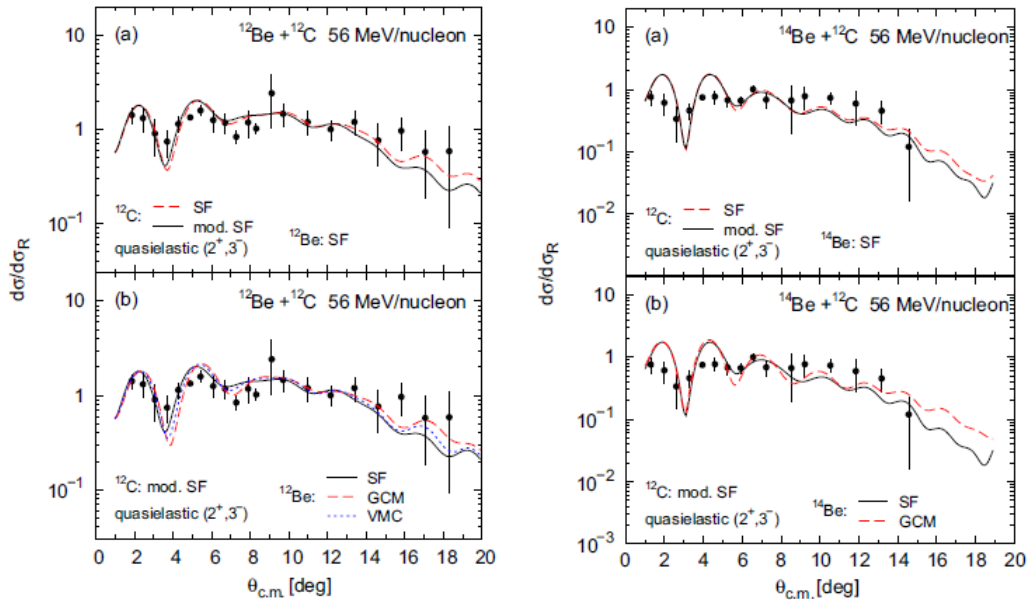 (a) ¹²Be + ¹²C 56 MeV/nucleon
10
1
10⁻¹
¹²C:
SF
mod. SF
quasielastic (2⁺,3⁻)
¹²Be: SF
dσ/dσ_R
(b) ¹²Be + ¹²C 56 MeV/nucleon
10
1
10⁻¹
¹²C: mod. SF
quasielastic (2⁺,3⁻)
¹²Be:
SF
GCM
VMC
0 2 4 6 8 10 12 14 16 18 20
θ_c.m. [deg]
(a) ¹⁴Be + ¹²C 56 MeV/nucleon
10
1
10⁻¹
10⁻²
¹²C:
SF
mod. SF
quasielastic (2⁺,3⁻)
¹⁴Be: SF
dσ/dσ_R
(b) ¹⁴Be + ¹²C 56 MeV/nucleon
10
1
10⁻¹
10⁻²
10⁻³
¹²C: mod. SF
quasielastic (2⁺,3⁻)
¹⁴Be:
SF
GCM
0 2 4 6 8 10 12 14 16 18 20
θ_c.m. [deg]